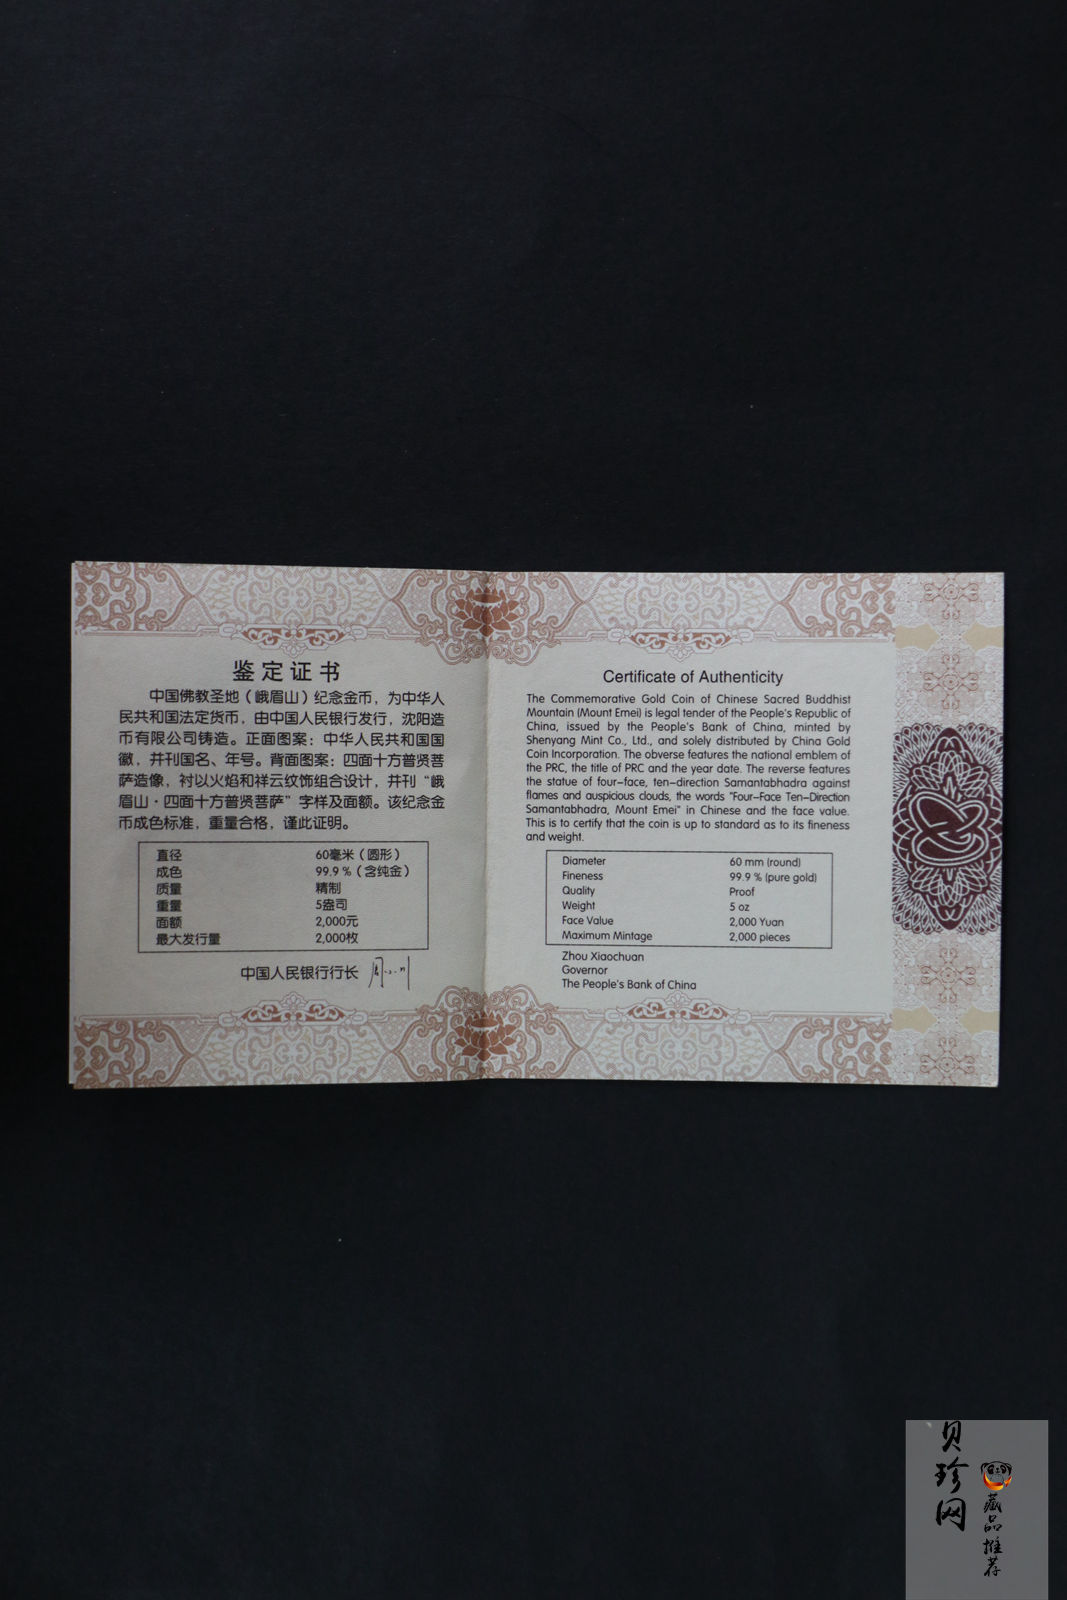 鉴定证书
中国佛教圣地（峨眉山）纪念金币，为中华人
民共和国法定货币，由中国人民银行发行，沈阳造
币有限公司铸造。正面图案：中华人民共和国国
徽，并刊国名、年号。背面图案：四面十方普贤菩
萨造像，衬以火焰和祥云纹饰组合设计，并刊“峨
眉山·四面十方普贤菩萨”字样及面额。该纪念金
币成色标准，重量合格，谨此证明。
直径 60毫米（圆形）
成色 99.9％（含纯金）
质量 精制
重量 5盎司
面额 2,000元
最大发行量 2,000枚
中国人民银行行长
Certificate of Authenticity
The Commemorative Gold Coin of Chinese Sacred Buddhist
Mountain (Mount Emei) is legal tender of the People's Republic of
China, issued by the People's Bank of China, minted by
Shenyang Mint Co., Ltd., and solely distributed by China Gold
Coin Incorporation. The obverse features the national emblem of
the PRC, the title of PRC and the year date. The reverse features
the statue of four-face, ten-direction Samantabhadra against
flames and auspicious clouds, the words "Four-Face Ten-Direction
Samantabhadra, Mount Emei" in Chinese and the face value.
This is to certify that the coin is up to standard as to its fineness
and weight.
Diameter 60 mm (round)
Fineness 99.9 % (pure gold)
Quality Proof
Weight 5 oz
Face Value 2,000 Yuan
Maximum Mintage 2,000 pieces
Zhou Xiaochuan
Governor
The People's Bank of China
贝珍网
藏品推荐